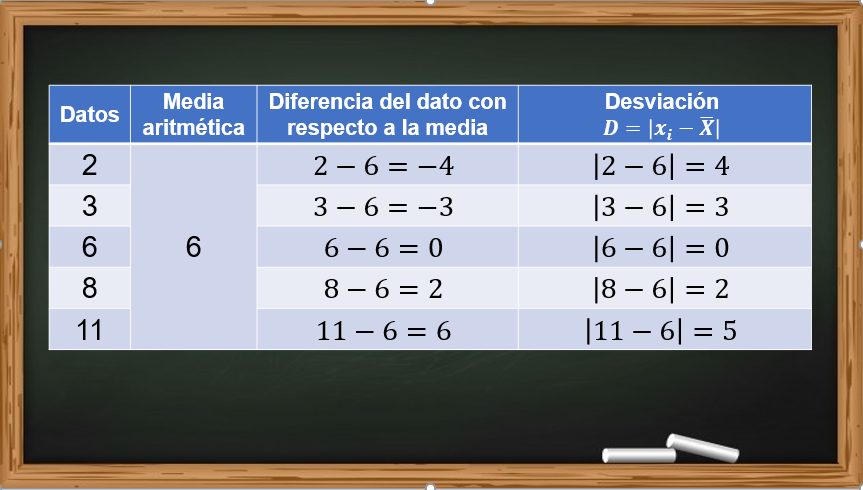 Datos
Media
aritmética
Diferencia del dato con
respecto a la media
Desviación
D = |xᵢ − X̅|
2
2 − 6 = −4
|2 − 6| = 4
3
3 − 6 = −3
|3 − 6| = 3
6
6
6 − 6 = 0
|6 − 6| = 0
8
8 − 6 = 2
|8 − 6| = 2
11
11 − 6 = 6
|11 − 6| = 5